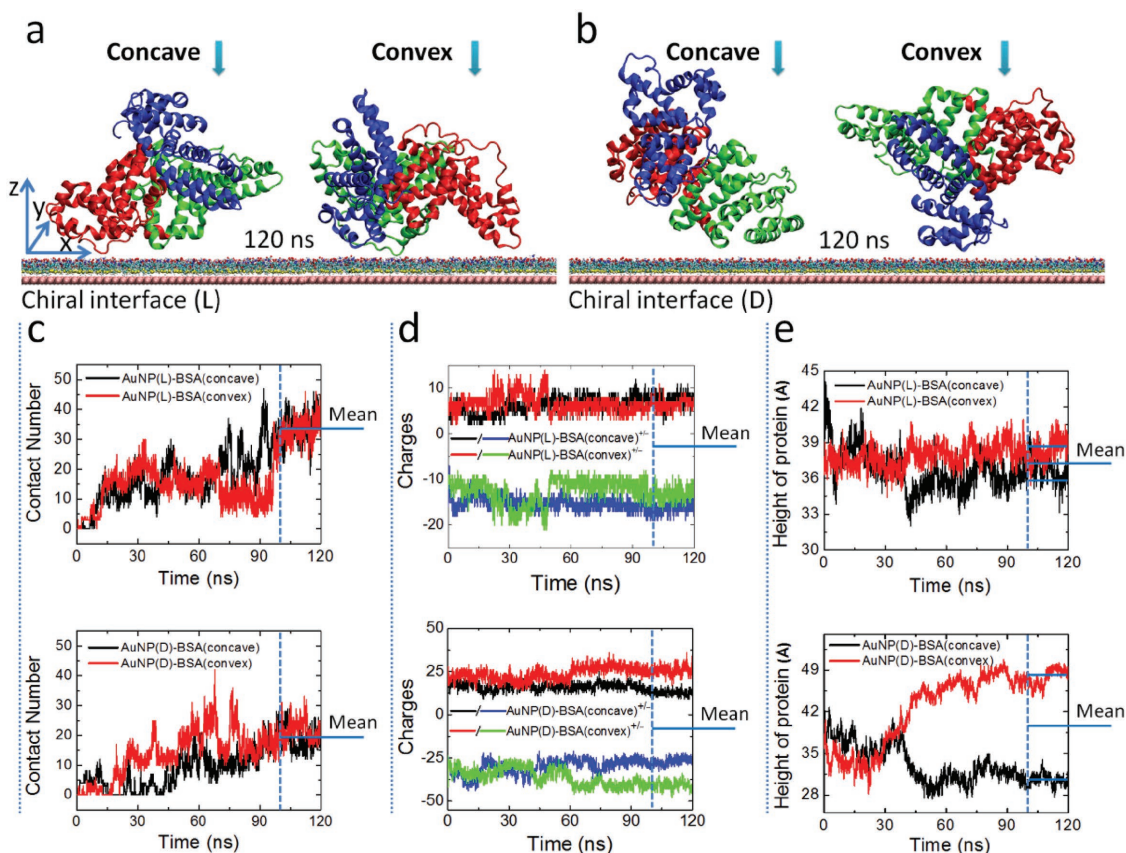 a
Concave
Convex
z
y
x
120 ns
Chiral interface (L)
b
Concave
Convex
120 ns
Chiral interface (D)
c
50
40
30
20
10
0
Contact Number
AuNP(L)-BSA(concave)
AuNP(L)-BSA(convex)
Mean
0 30 60 90 120
Time (ns)
50
40
30
20
10
0
Contact Number
AuNP(D)-BSA(concave)
AuNP(D)-BSA(convex)
Mean
0 30 60 90 120
Time (ns)
d
10
0
-10
-20
Charges
/ AuNP(L)-BSA(concave)+/-
/ AuNP(L)-BSA(convex)+/-
Mean
0 30 60 90 120
Time (ns)
50
25
0
-25
-50
Charges
/ AuNP(D)-BSA(concave)+/-
/ AuNP(D)-BSA(convex)+/-
Mean
0 30 60 90 120
Time (ns)
e
45
42
39
36
33
30
Height of protein (A)
AuNP(L)-BSA(concave)
AuNP(L)-BSA(convex)
Mean
0 30 60 90 120
Time (ns)
49
42
35
28
Height of protein (A)
AuNP(D)-BSA(concave)
AuNP(D)-BSA(convex)
Mean
0 30 60 90 120
Time (ns)